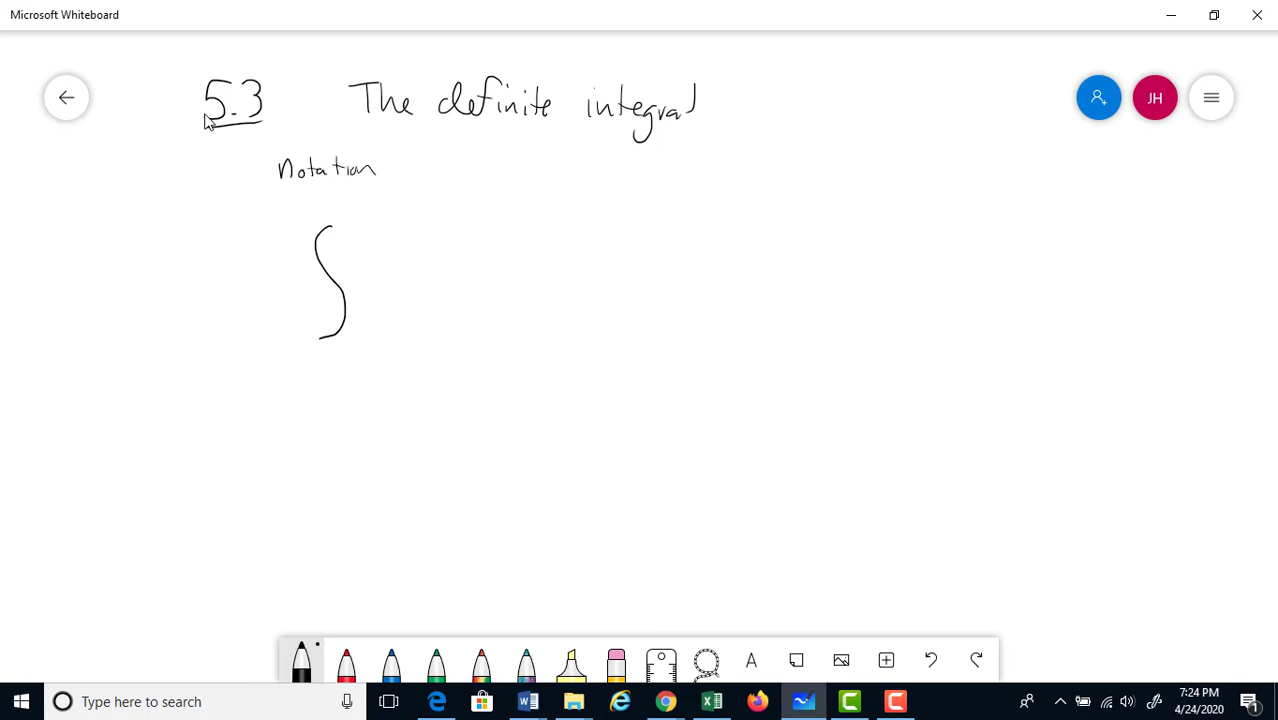 Microsoft Whiteboard
5.3 The definite integral
JH
Notation
∫
A
Type here to search
7:24 PM
4/24/2020
1